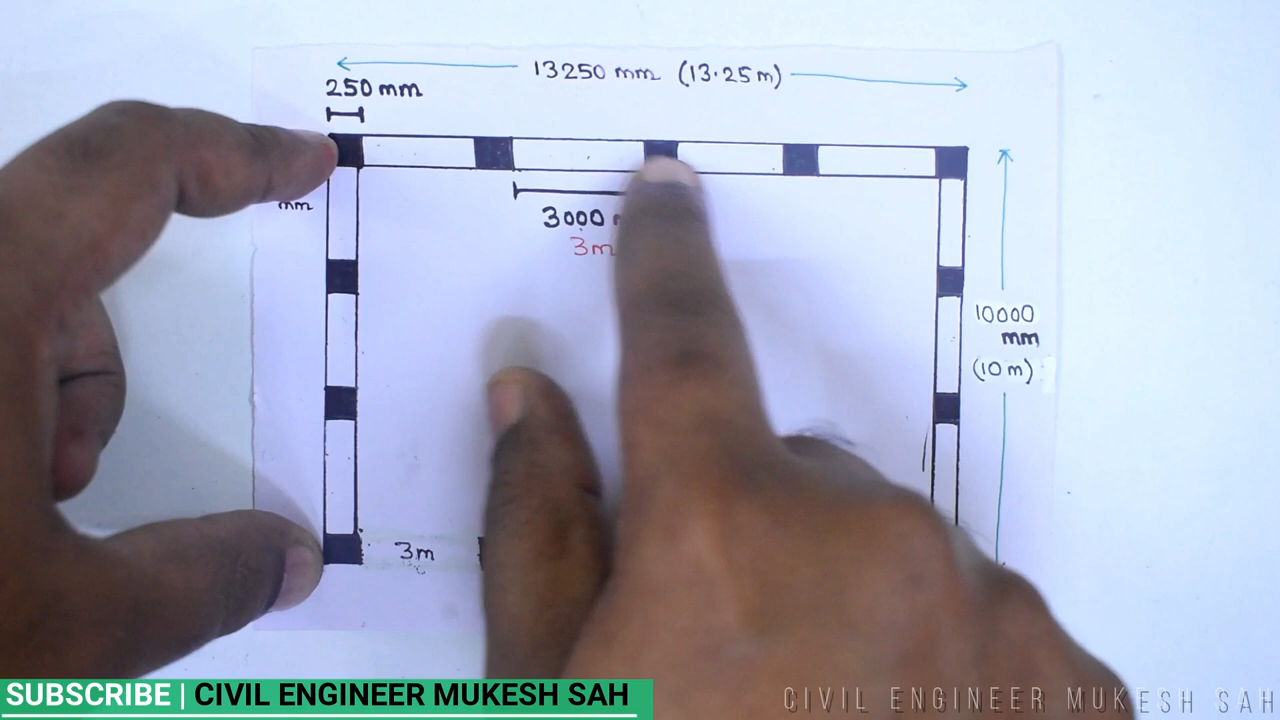 13250 mm (13.25 m)
250 mm
mm
3000
3m
10000
mm
(10 m)
3m
SUBSCRIBE | CIVIL ENGINEER MUKESH SAH
CIVIL ENGINEER MUKESH SAH